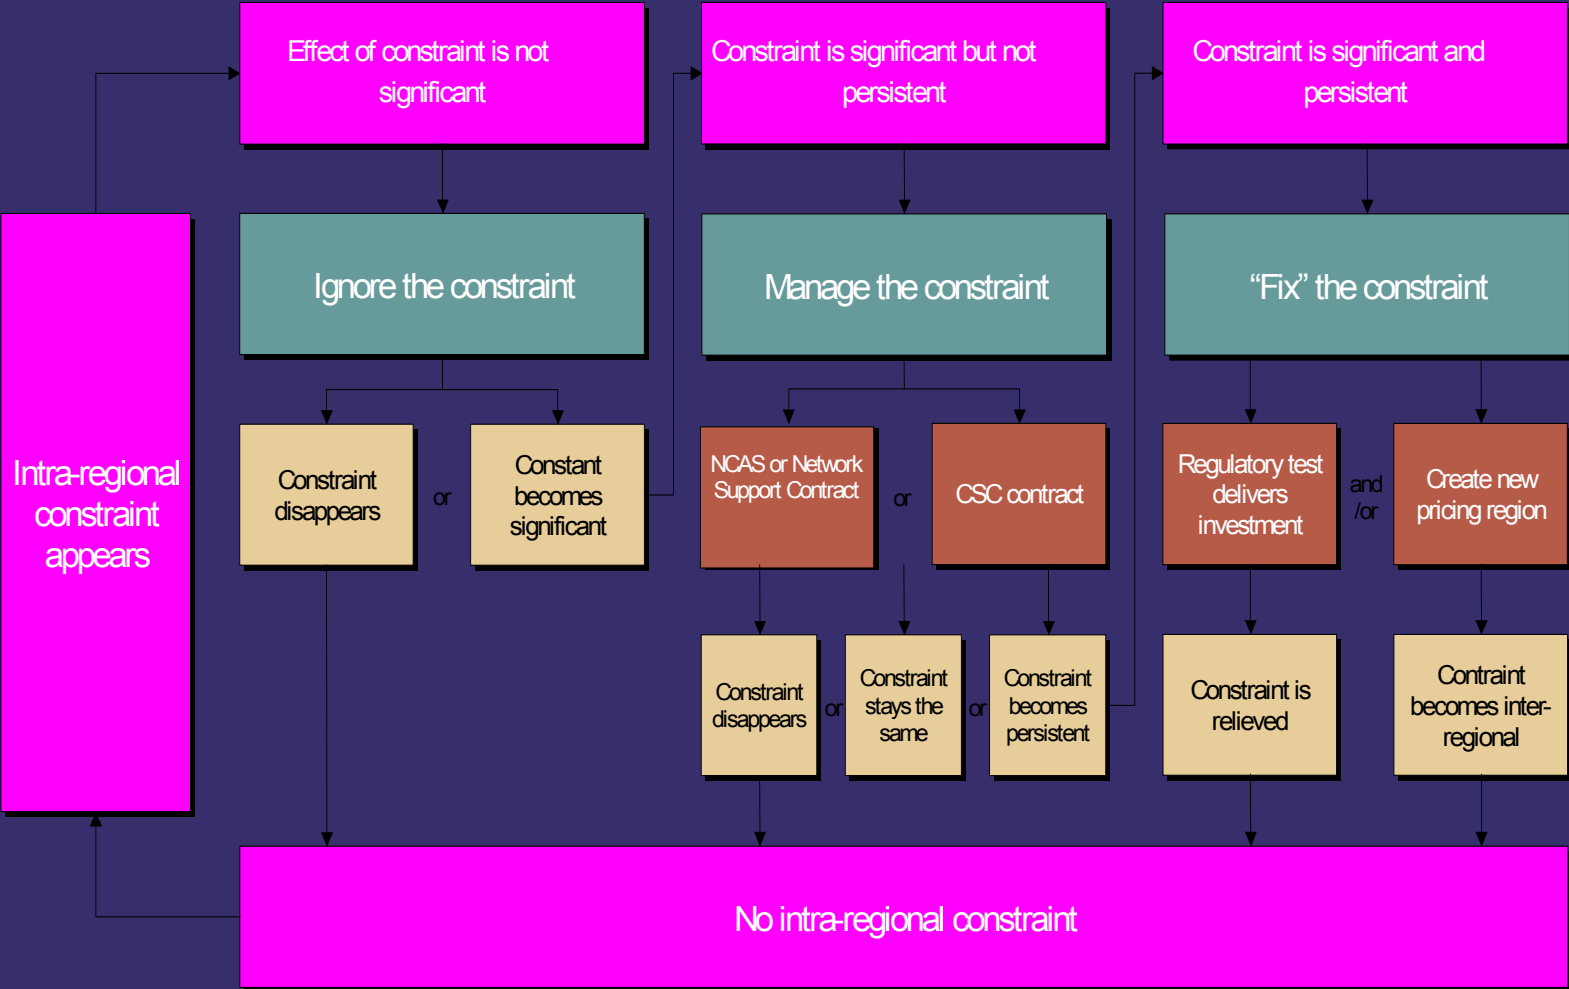 Effect of constraint is not
significant
Constraint is significant but not
persistent
Constraint is significant and
persistent
Ignore the constraint
Manage the constraint
“Fix” the constraint
Intra-regional
constraint
appears
Constraint
disappears
or
Constant
becomes
significant
NCAS or Network
Support Contract
or
CSC contract
Regulatory test
delivers
investment
and
/or
Create new
pricing region
Constraint
disappears
or
Constraint
stays the
same
or
Constraint
becomes
persistent
Constraint is
relieved
Contraint
becomes inter-
regional
No intra-regional constraint